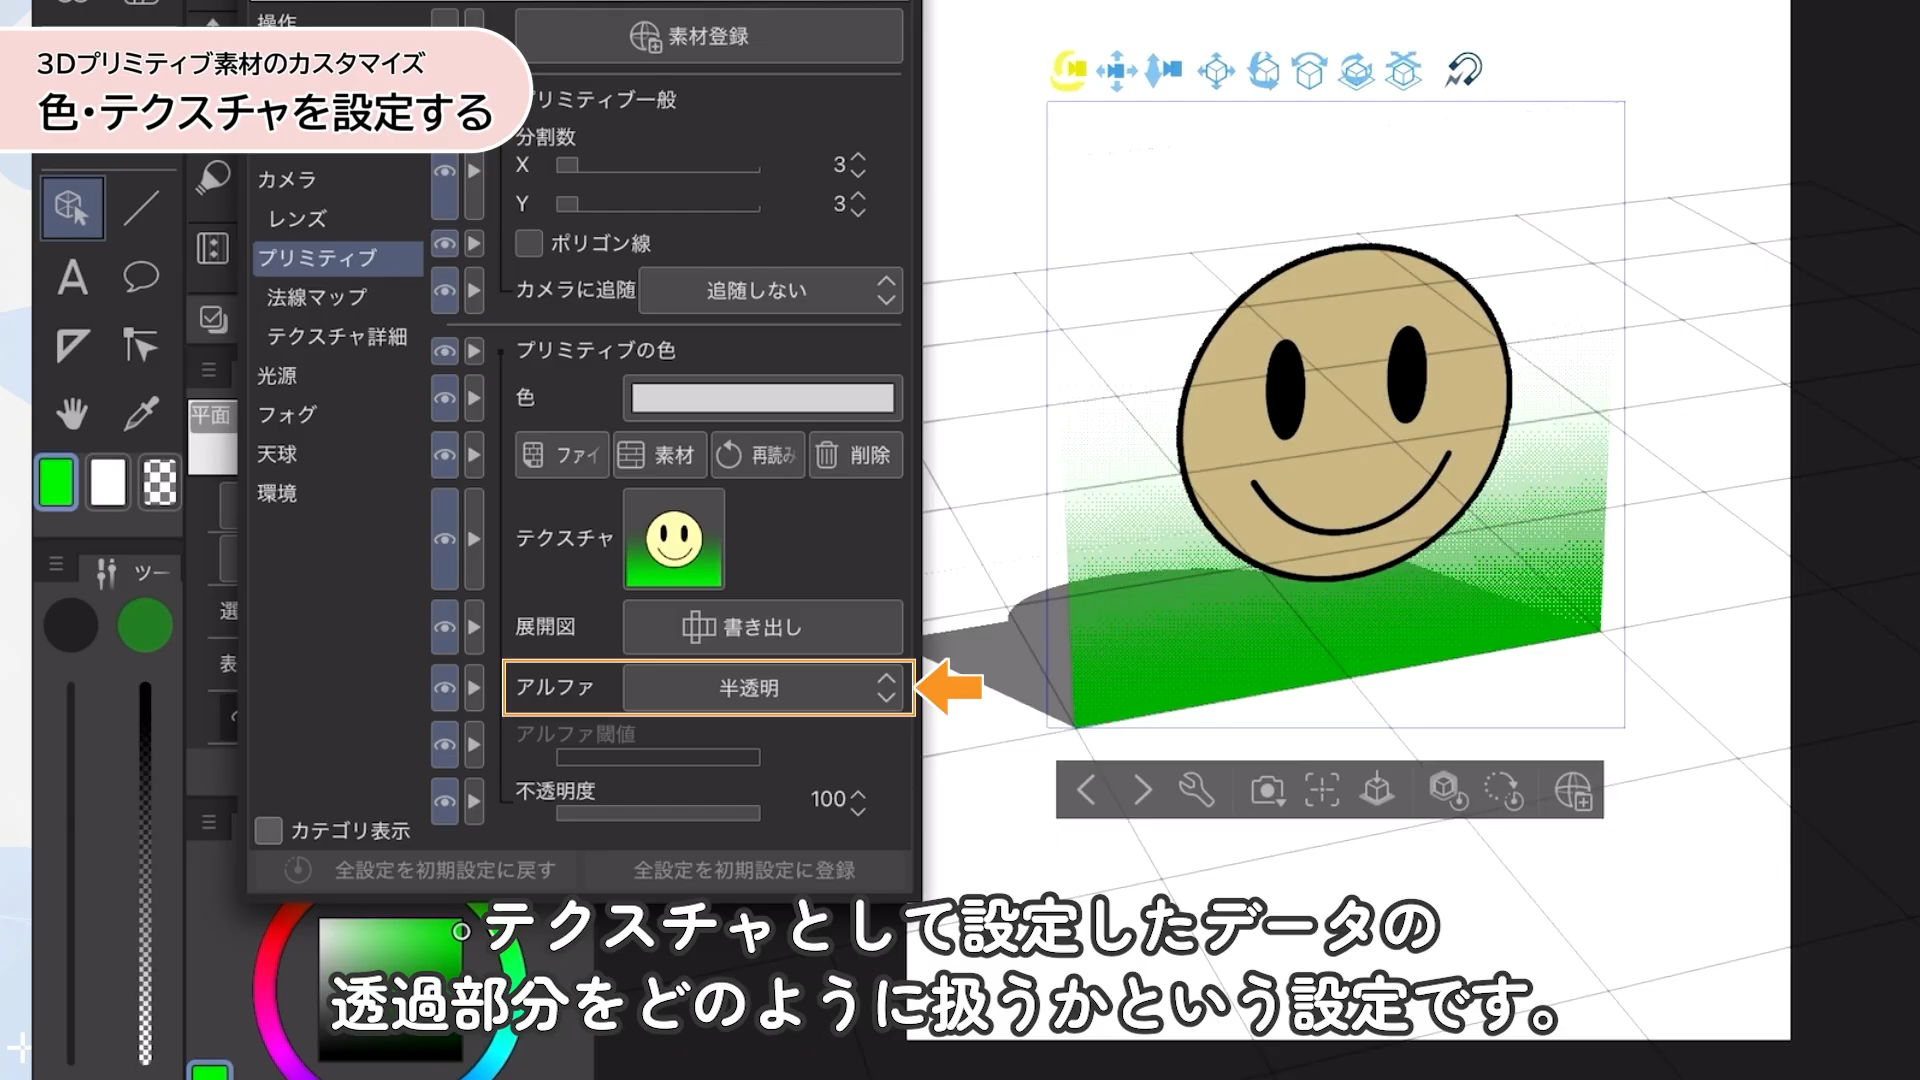 操作
素材登録
3Dプリミティブ素材のカスタマイズ
色・テクスチャを設定する
プリミティブ一般
分割数
X 3
Y 3
カメラ
レンズ
ポリゴン線
プリミティブ
カメラに追随 追随しない
法線マップ
テクスチャ詳細
プリミティブの色
光源
色
フォグ
平面
天球
ファイ 素材 再読み 削除
環境
テクスチャ
A
ツー
展開図 書き出し
選
表
アルファ 半透明
アルファ閾値
不透明度 100
カテゴリ表示
全設定を初期設定に戻す 全設定を初期設定に登録
テクスチャとして設定したデータの
透過部分をどのように扱うかという設定です。